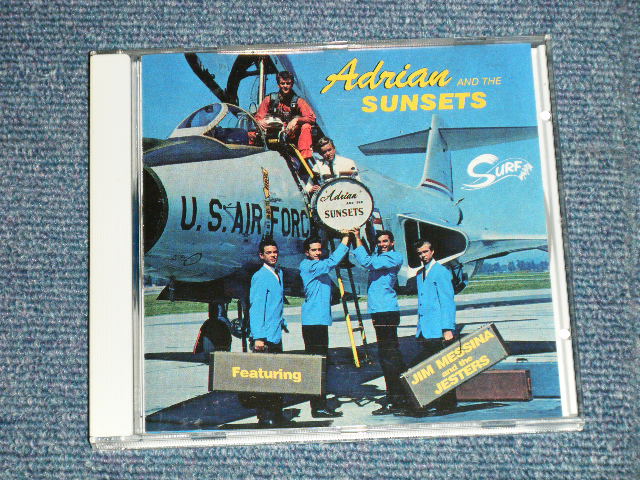 Adrian AND THE
SUNSETS
SURF
U.S. AIR FORC
Adrian
AND THE
SUNSETS
Featuring
JIM MESSINA
and the
JESTERS